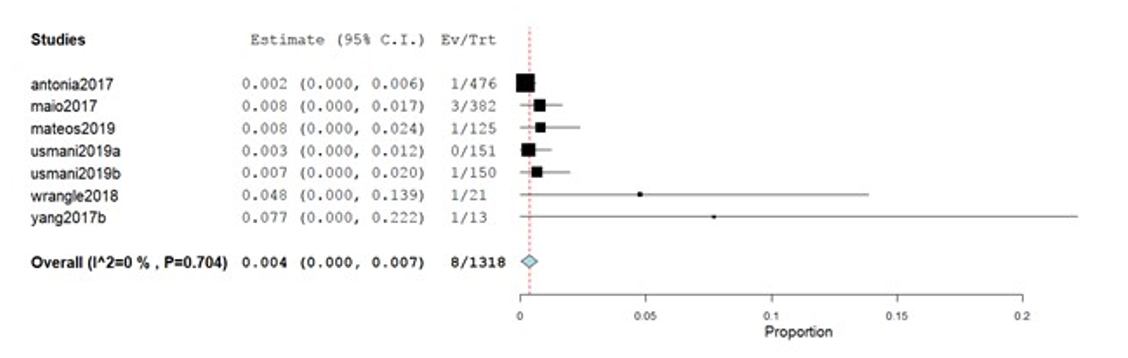 Studies Estimate (95% C.I.) Ev/Trt
antonia2017 0.002 (0.000, 0.006) 1/476
maio2017 0.008 (0.000, 0.017) 3/382
mateos2019 0.008 (0.000, 0.024) 1/125
usmani2019a 0.003 (0.000, 0.012) 0/151
usmani2019b 0.007 (0.000, 0.020) 1/150
wrangle2018 0.048 (0.000, 0.139) 1/21
yang2017b 0.077 (0.000, 0.222) 1/13
Overall (I^2=0 % , P=0.704) 0.004 (0.000, 0.007) 8/1318
0 0.05 0.1 0.15 0.2
Proportion